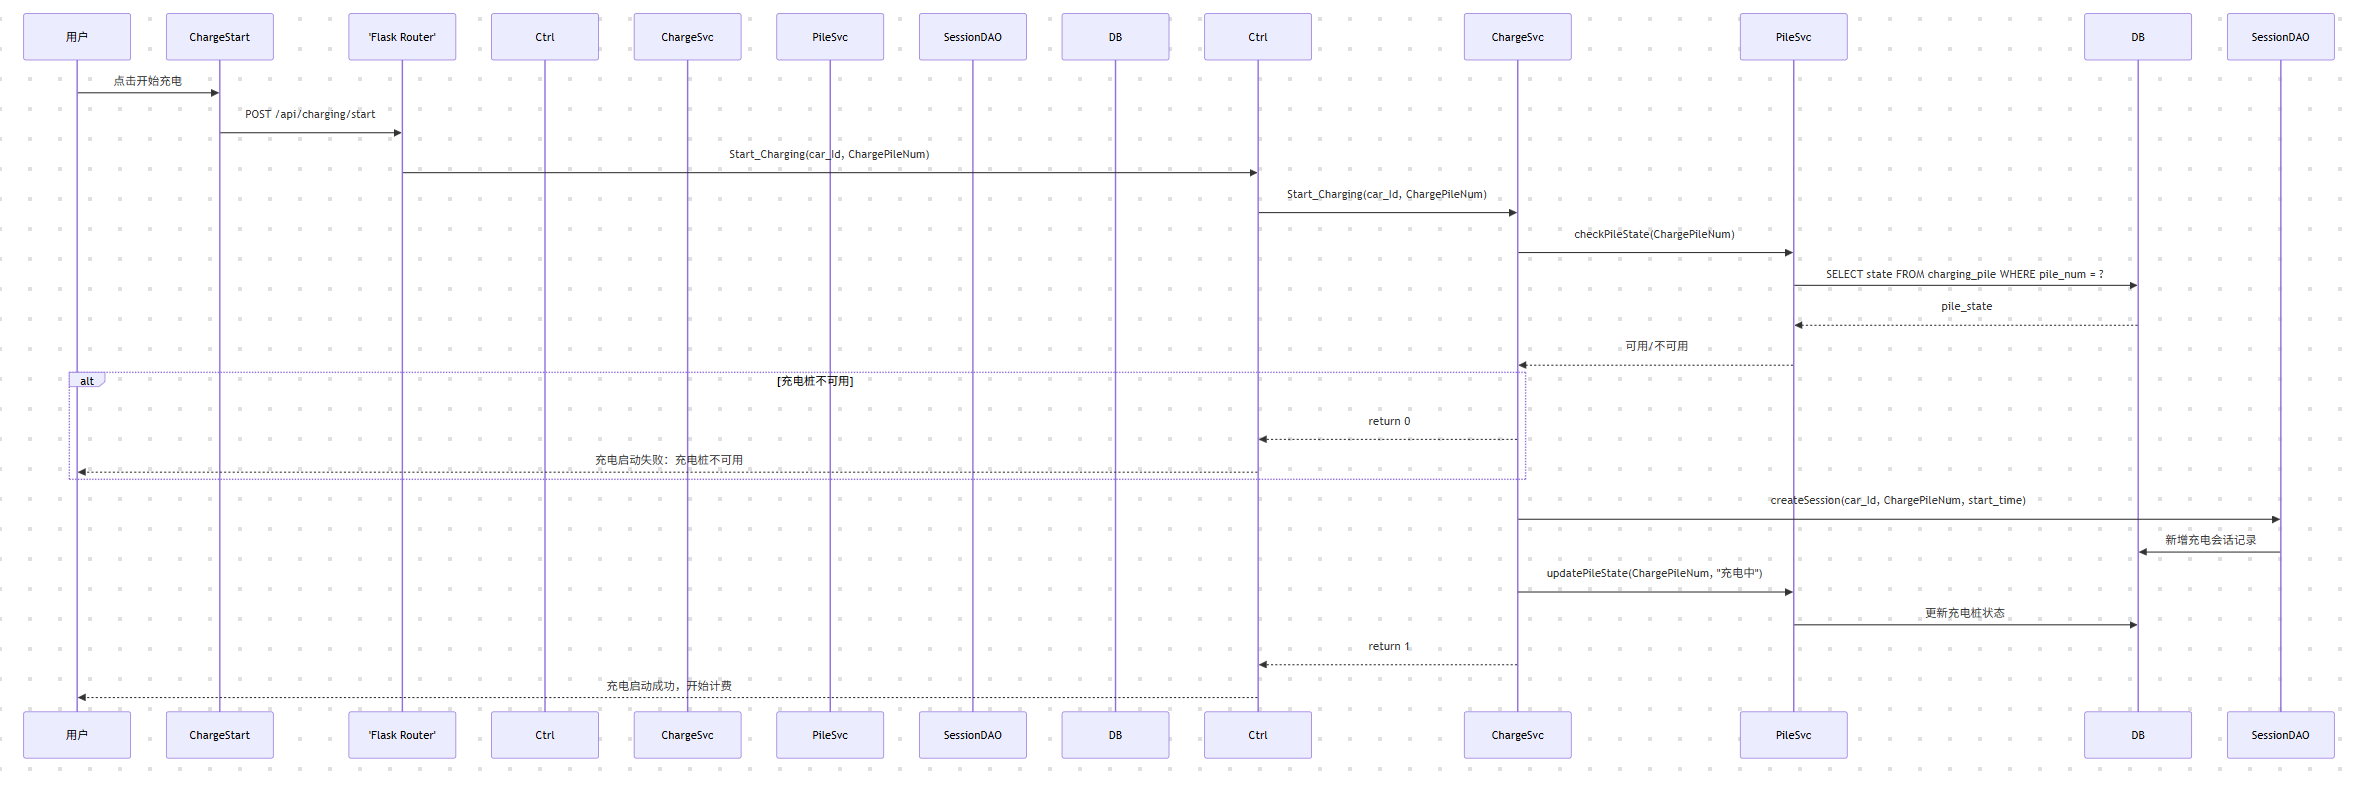 用户
ChargeStart
'Flask Router'
Ctrl
ChargeSvc
PileSvc
SessionDAO
DB
Ctrl
ChargeSvc
PileSvc
DB
SessionDAO
点击开始充电
POST /api/charging/start
Start_Charging(car_Id, ChargePileNum)
Start_Charging(car_Id, ChargePileNum)
checkPileState(ChargePileNum)
SELECT state FROM charging_pile WHERE pile_num = ?
pile_state
可用/不可用
alt
[充电桩不可用]
return 0
充电启动失败：充电桩不可用
createSession(car_Id, ChargePileNum, start_time)
新增充电会话记录
updatePileState(ChargePileNum, "充电中")
更新充电桩状态
return 1
充电启动成功，开始计费
用户
ChargeStart
'Flask Router'
Ctrl
ChargeSvc
PileSvc
SessionDAO
DB
Ctrl
ChargeSvc
PileSvc
DB
SessionDAO